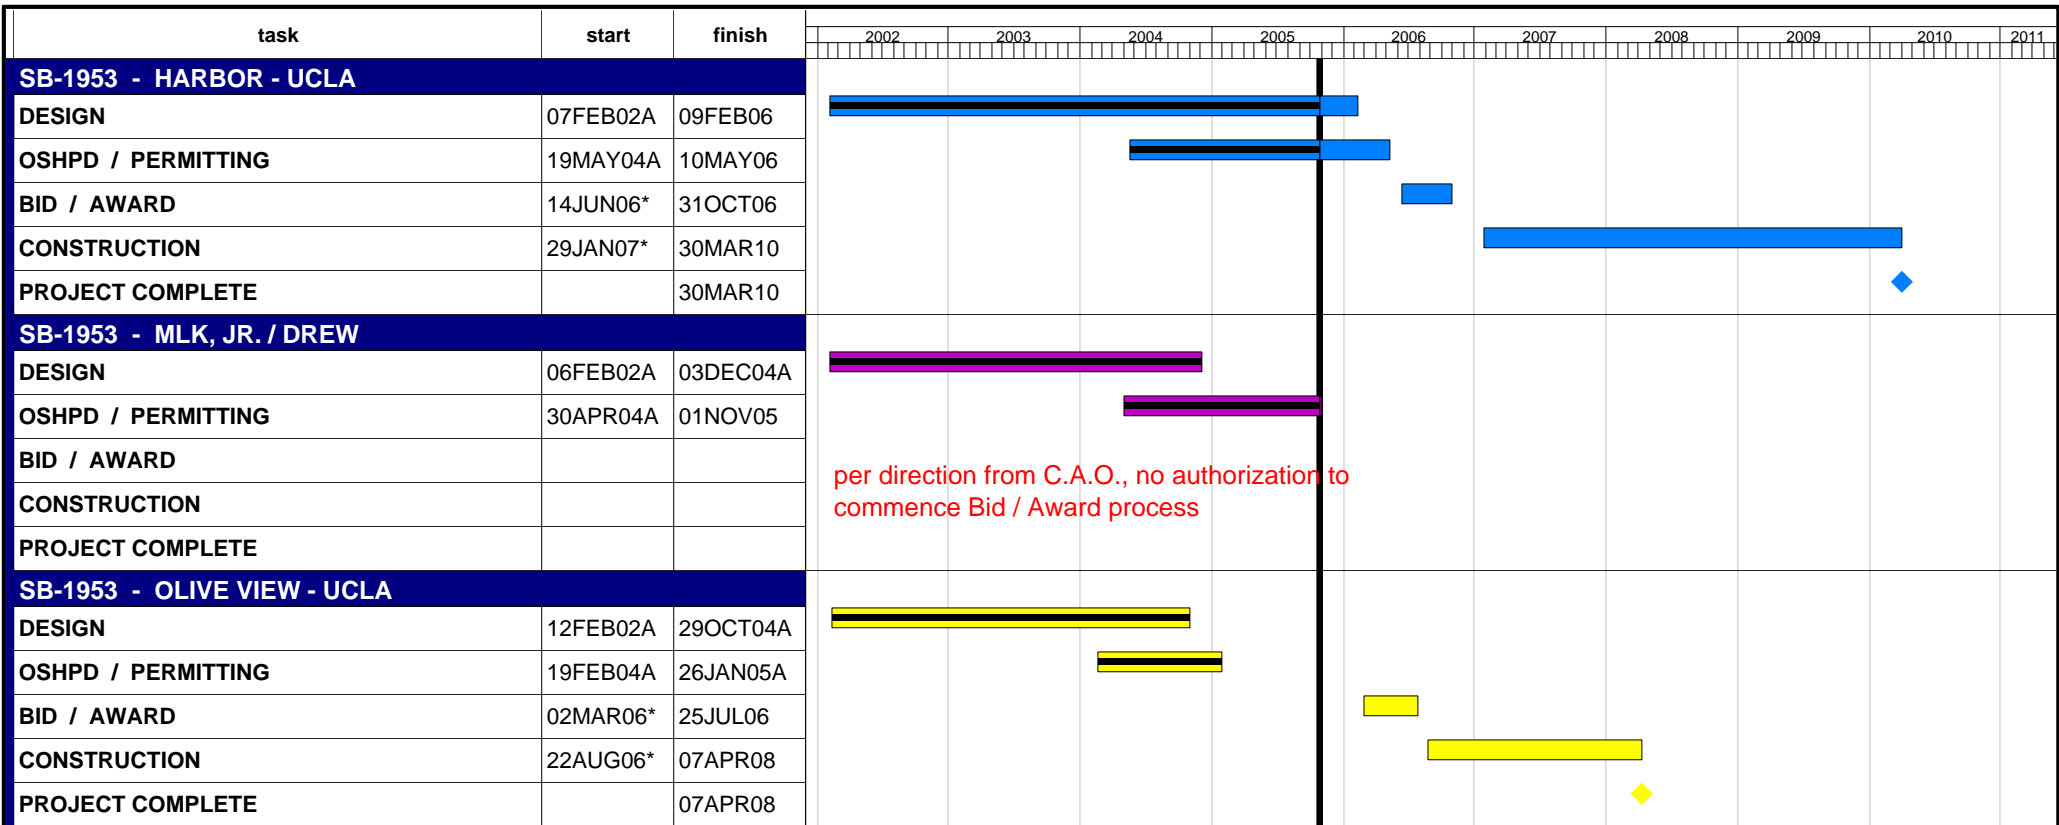 task start finish 2002 2003 2004 2005 2006 2007 2008 2009 2010 2011
SB-1953 - HARBOR - UCLA
DESIGN 07FEB02A 09FEB06
OSHPD / PERMITTING 19MAY04A 10MAY06
BID / AWARD 14JUN06* 31OCT06
CONSTRUCTION 29JAN07* 30MAR10
PROJECT COMPLETE 30MAR10
SB-1953 - MLK, JR. / DREW
DESIGN 06FEB02A 03DEC04A
OSHPD / PERMITTING 30APR04A 01NOV05
BID / AWARD
per direction from C.A.O., no authorization to
CONSTRUCTION
commence Bid / Award process
PROJECT COMPLETE
SB-1953 - OLIVE VIEW - UCLA
DESIGN 12FEB02A 29OCT04A
OSHPD / PERMITTING 19FEB04A 26JAN05A
BID / AWARD 02MAR06* 25JUL06
CONSTRUCTION 22AUG06* 07APR08
PROJECT COMPLETE 07APR08